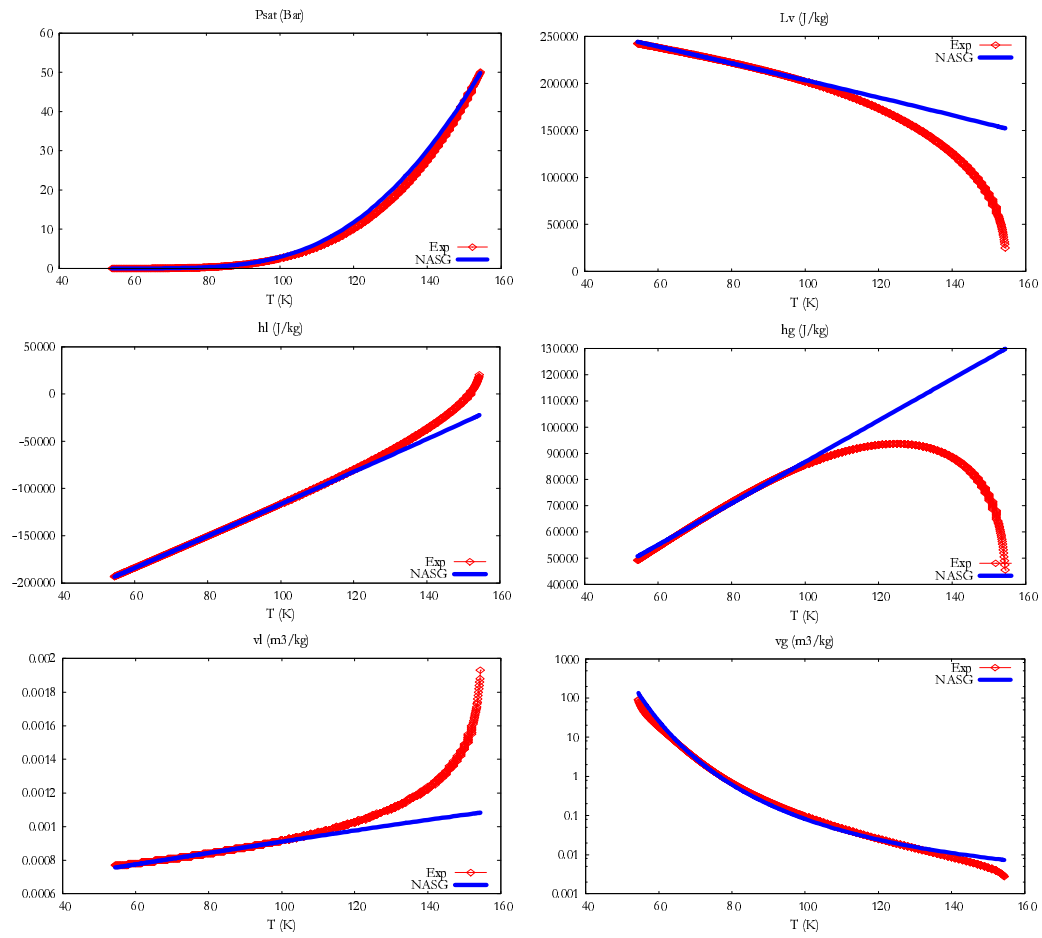 Psat (Bar)
60
50
40
30
20
10
0
Exp
NASG
40 60 80 100 120 140 160
T (K)
Lv (J/kg)
250000
200000
150000
100000
50000
0
Exp
NASG
40 60 80 100 120 140 160
T (K)
hl (J/kg)
50000
0
-50000
-100000
-150000
-200000
Exp
NASG
40 60 80 100 120 140 160
T (K)
hg (J/kg)
130000
120000
110000
100000
90000
80000
70000
60000
50000
40000
Exp
NASG
40 60 80 100 120 140 160
T (K)
vl (m3/kg)
0.002
0.0018
0.0016
0.0014
0.0012
0.001
0.0008
0.0006
Exp
NASG
40 60 80 100 120 140 160
T (K)
vg (m3/kg)
1000
100
10
1
0.1
0.01
0.001
Exp
NASG
40 60 80 100 120 140 160
T (K)